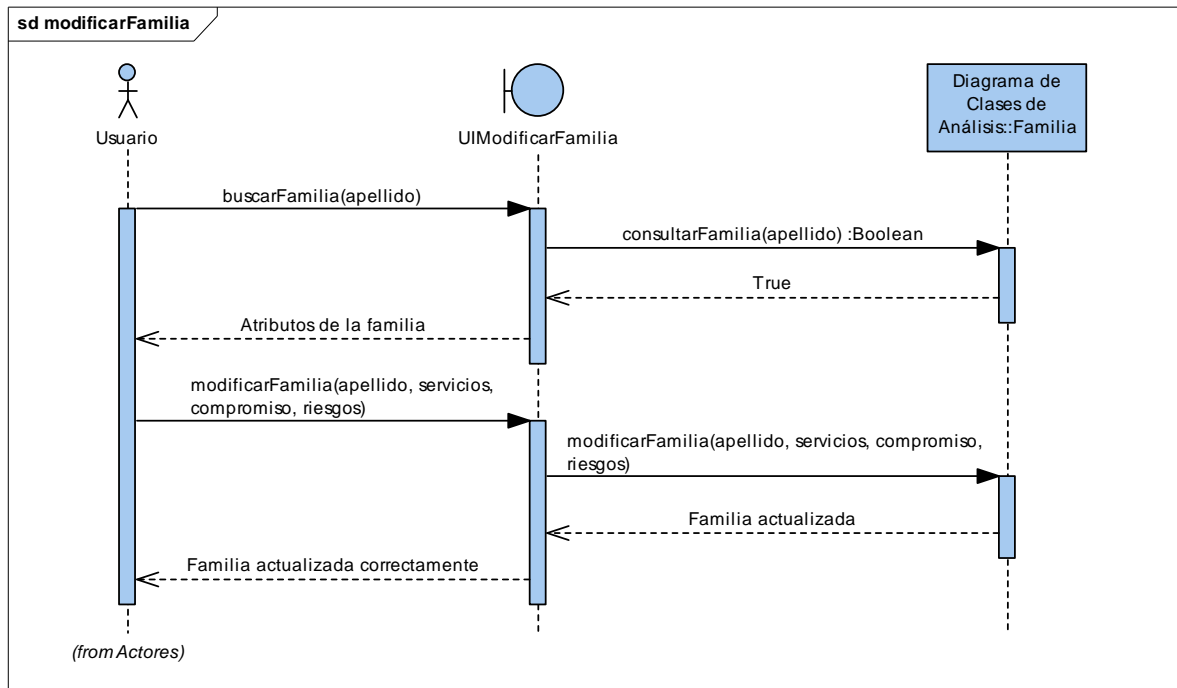 sd modificarFamilia
Usuario
UIModificarFamilia
Diagrama de
Clases de
Análisis::Familia
buscarFamilia(apellido)
consultarFamilia(apellido) :Boolean
True
Atributos de la familia
modificarFamilia(apellido, servicios,
compromiso, riesgos)
modificarFamilia(apellido, servicios, compromiso,
riesgos)
Familia actualizada
Familia actualizada correctamente
(from Actores)